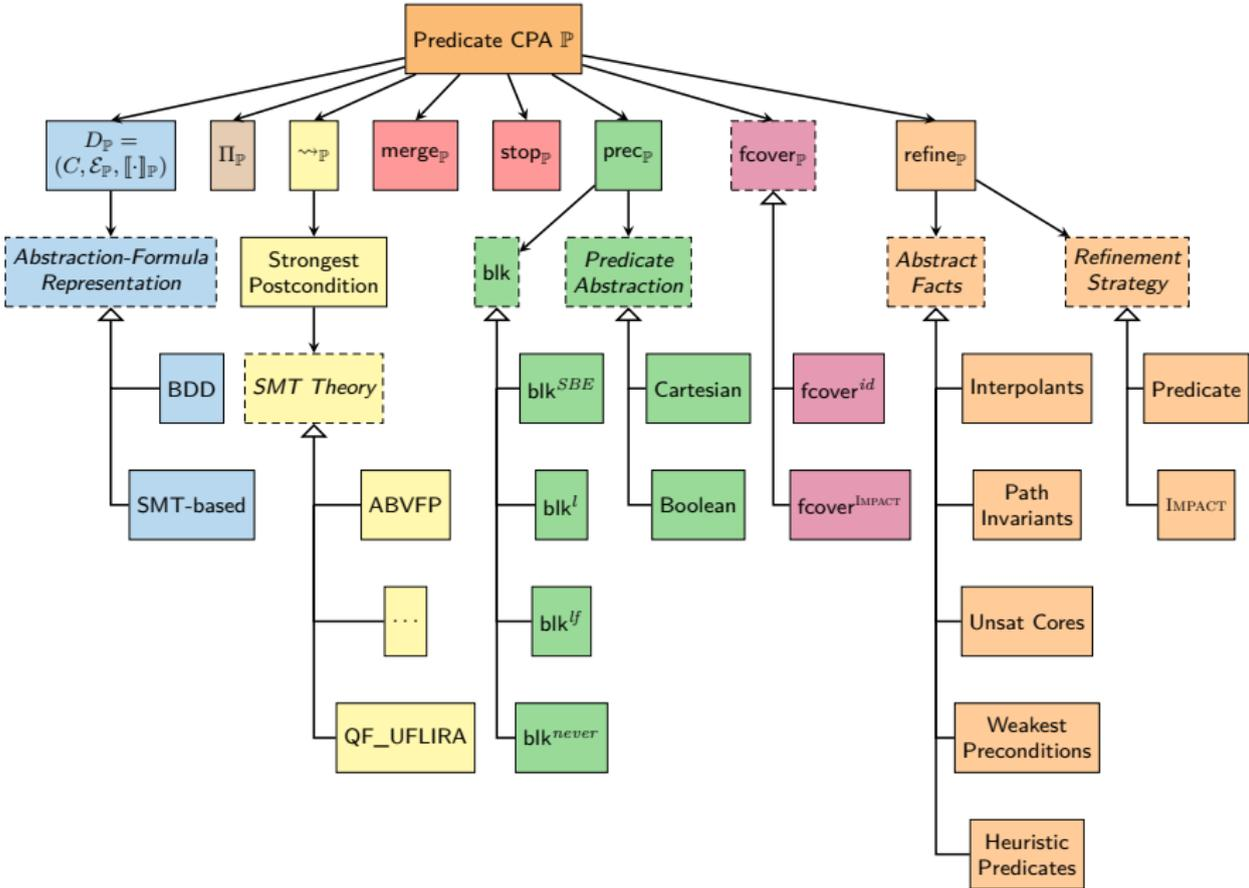 Predicate CPA ℙ
D_ℙ =
(C, ℰ_ℙ, ⟦·⟧_ℙ)
Π_ℙ
⇝_ℙ
merge_ℙ
stop_ℙ
prec_ℙ
fcover_ℙ
refine_ℙ
Abstraction-Formula
Representation
Strongest
Postcondition
blk
Predicate
Abstraction
Abstract
Facts
Refinement
Strategy
BDD
SMT Theory
blk^SBE
Cartesian
fcover^id
Interpolants
Predicate
SMT-based
ABVFP
blk^l
Boolean
fcover^IMPACT
Path
Invariants
IMPACT
...
blk^lf
Unsat Cores
QF_UFLIRA
blk^never
Weakest
Preconditions
Heuristic
Predicates